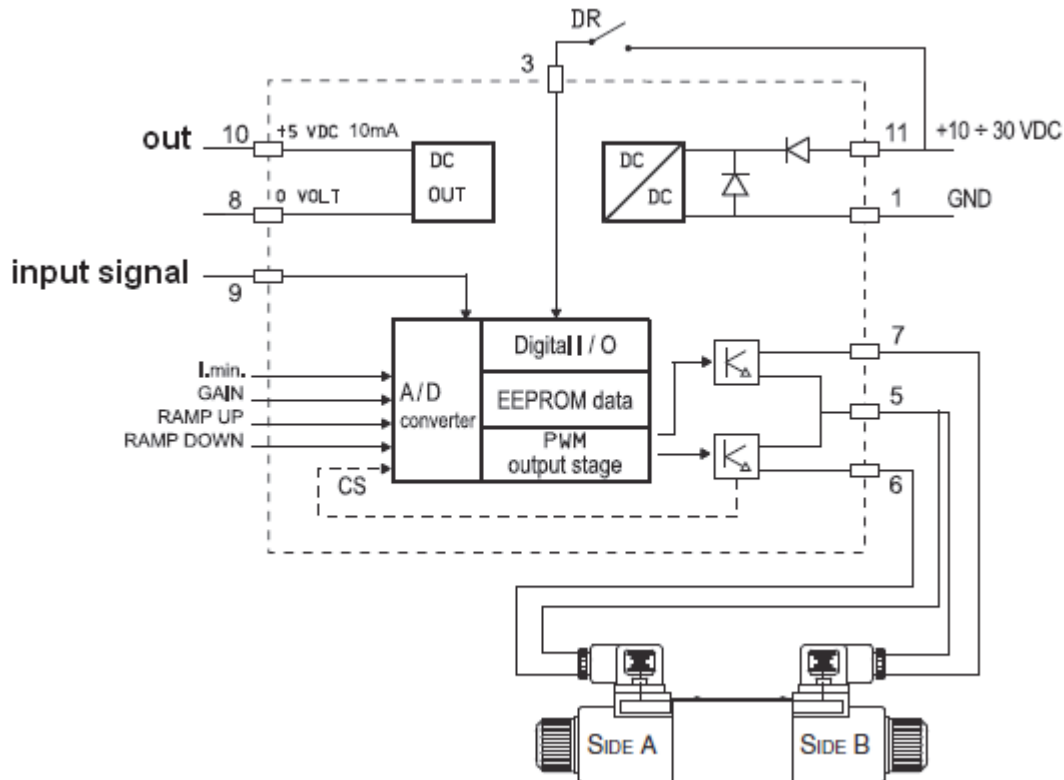 DR
3
out 10 +5 VDC 10mA
DC
OUT
8 0 VOLT
DC
DC
11 +10 ÷ 30 VDC
1 GND
input signal
9
Digital I / O
A/D
converter
EEPROM data
PWM
output stage
I.min.
GAIN
RAMP UP
RAMP DOWN
CS
7
5
6
SIDE A
SIDE B